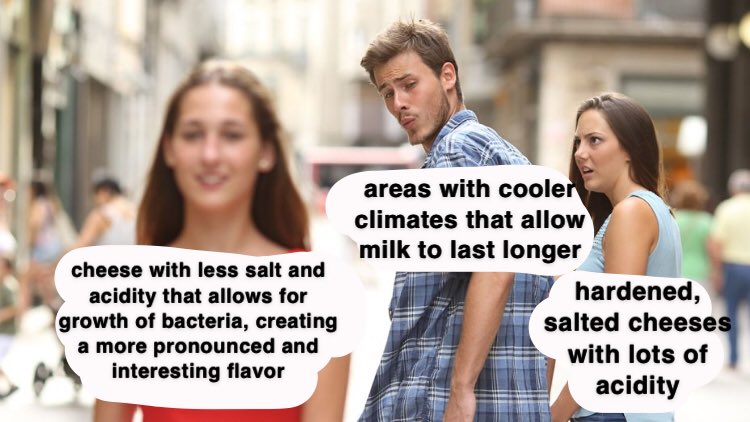 cheese with less salt and
acidity that allows for
growth of bacteria, creating
a more pronounced and
interesting flavor
areas with cooler
climates that allow
milk to last longer
hardened,
salted cheeses
with lots of
acidity